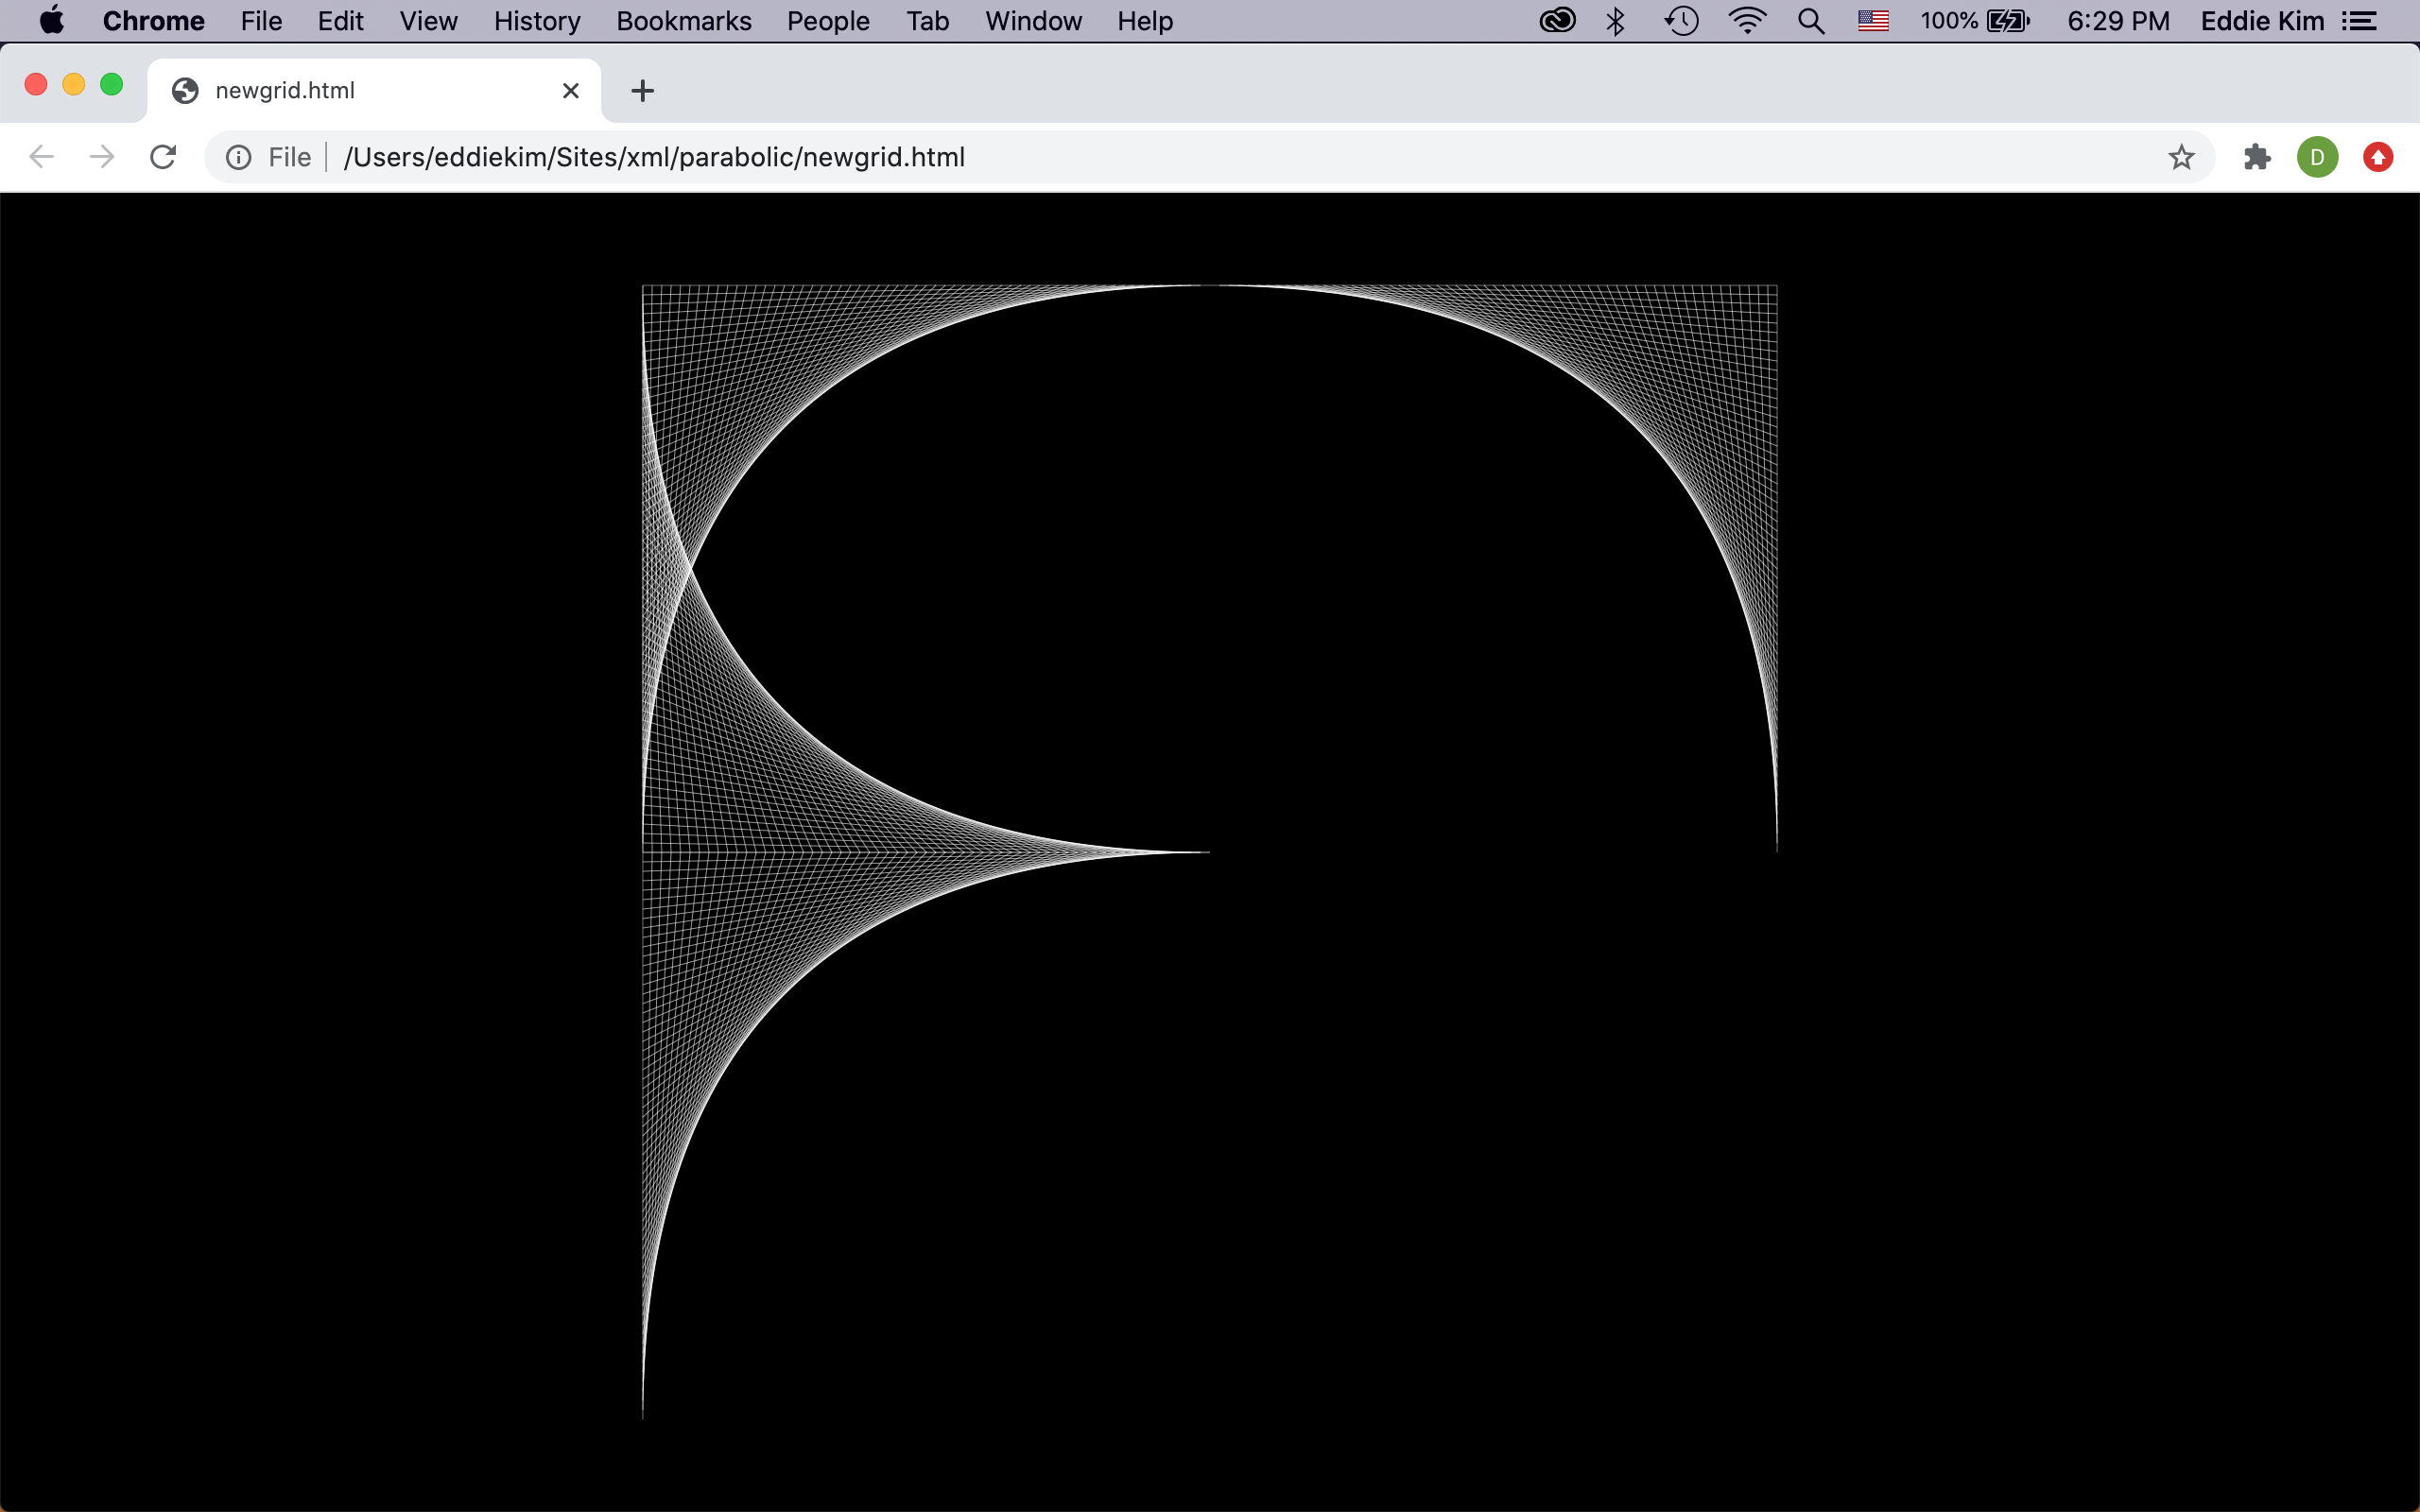 Chrome File Edit View History Bookmarks People Tab Window Help 100% 6:29 PM Eddie Kim
newgrid.html
File /Users/eddiekim/Sites/xml/parabolic/newgrid.html D